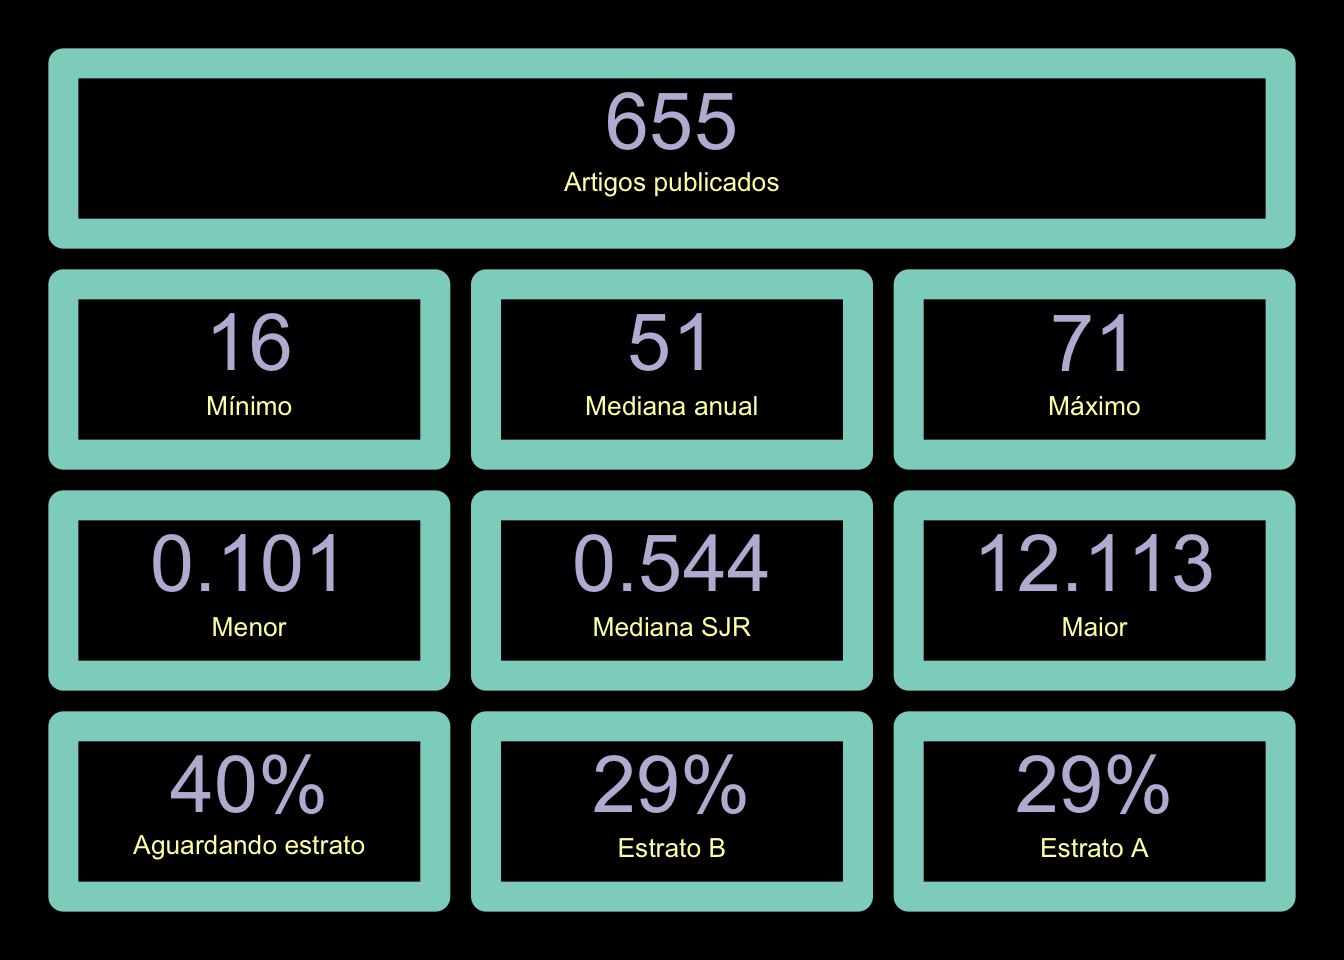 655
Artigos publicados
16
Mínimo
51
Mediana anual
71
Máximo
0.101
Menor
0.544
Mediana SJR
12.113
Maior
40%
Aguardando estrato
29%
Estrato B
29%
Estrato A